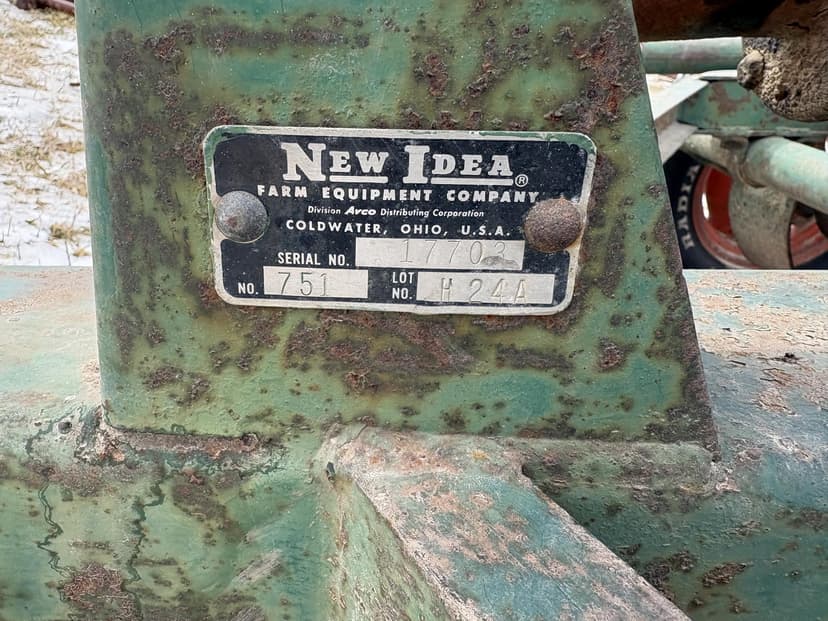 New Idea®
FARM EQUIPMENT COMPANY
Division Avco Distributing Corporation
COLDWATER, OHIO, U.S.A.
SERIAL NO. 17703
NO. 751 LOT NO. H 24A
RADIA